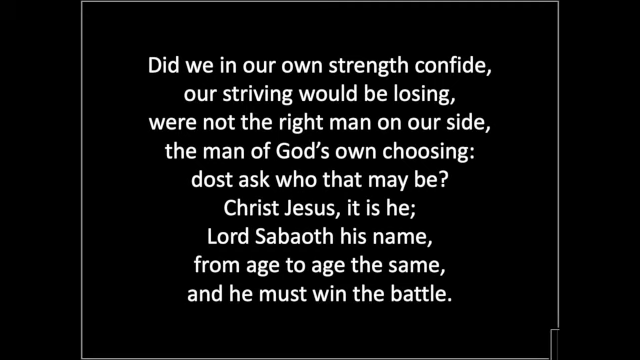 Did we in our own strength confide,
our striving would be losing,
were not the right man on our side,
the man of God's own choosing:
dost ask who that may be?
Christ Jesus, it is he;
Lord Sabaoth his name,
from age to age the same,
and he must win the battle.